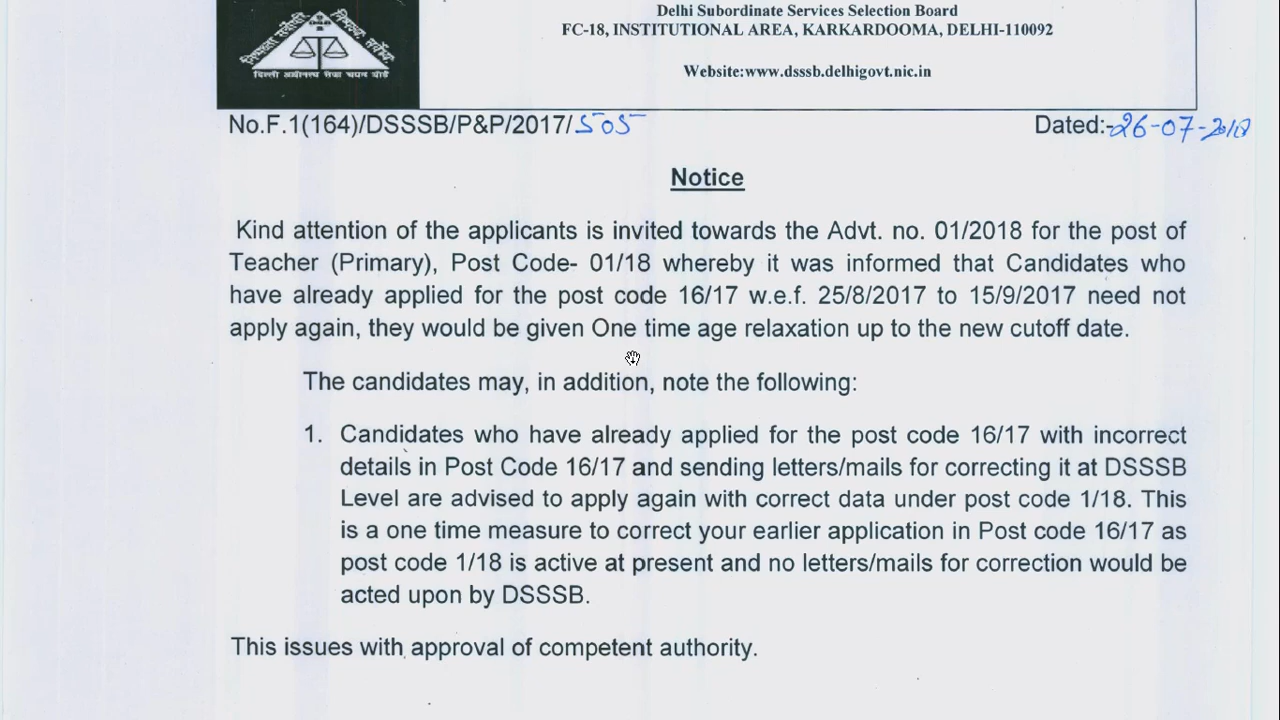 Delhi Subordinate Services Selection Board
FC-18, INSTITUTIONAL AREA, KARKARDOOMA, DELHI-110092
Website:www.dsssb.delhigovt.nic.in
दिल्ली अधीनस्थ सेवा चयन बोर्ड
No.F.1(164)/DSSSB/P&P/2017/505
Dated:-26-07-2018
Notice
Kind attention of the applicants is invited towards the Advt. no. 01/2018 for the post of
Teacher (Primary), Post Code- 01/18 whereby it was informed that Candidates who
have already applied for the post code 16/17 w.e.f. 25/8/2017 to 15/9/2017 need not
apply again, they would be given One time age relaxation up to the new cutoff date.
The candidates may, in addition, note the following:
1. Candidates who have already applied for the post code 16/17 with incorrect
details in Post Code 16/17 and sending letters/mails for correcting it at DSSSB
Level are advised to apply again with correct data under post code 1/18. This
is a one time measure to correct your earlier application in Post code 16/17 as
post code 1/18 is active at present and no letters/mails for correction would be
acted upon by DSSSB.
This issues with approval of competent authority.